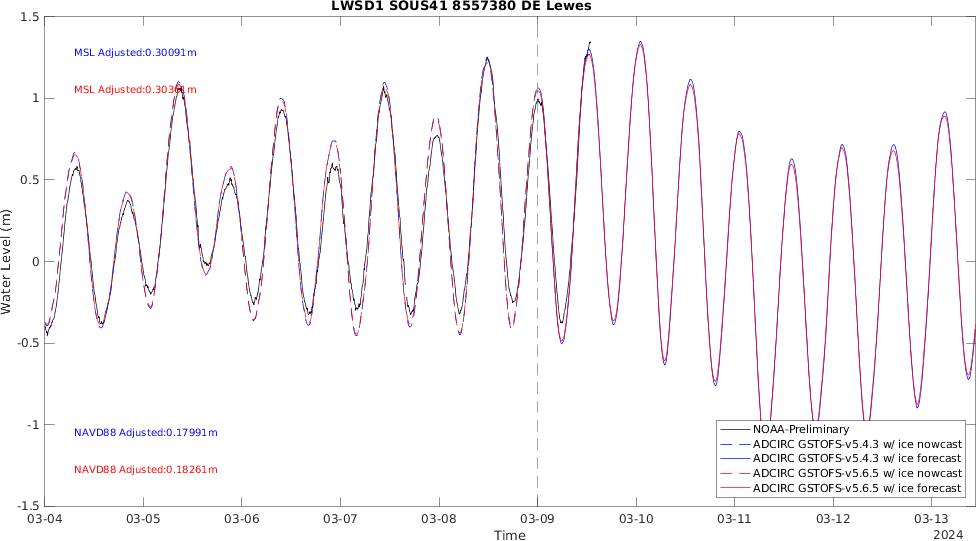 LWSD1 SOUS41 8557380 DE Lewes
1.5
1
0.5
0
-0.5
-1
-1.5
Water Level (m)
MSL Adjusted:0.30091m
MSL Adjusted:
NAVD88 Adjusted:0.17991m
NAVD88 Adjusted:0.18261m
NOAA-Preliminary
ADCIRC GSTOFS-v5.4.3 w/ ice nowcast
ADCIRC GSTOFS-v5.4.3 w/ ice forecast
ADCIRC GSTOFS-v5.6.5 w/ ice nowcast
ADCIRC GSTOFS-v5.6.5 w/ ice forecast
03-04 03-05 03-06 03-07 03-08 03-09 03-10 03-11 03-12 03-13
Time
2024